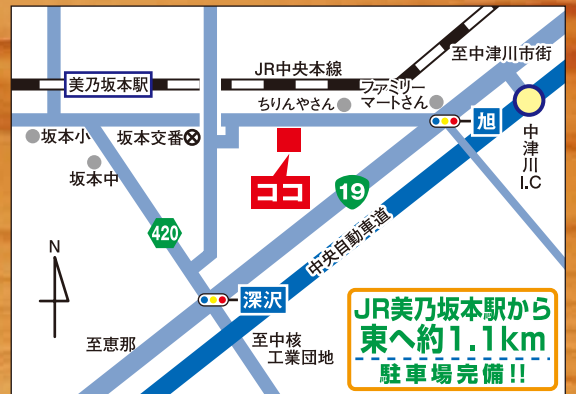 JR中央本線
至中津川市街
美乃坂本駅
ちりんやさん
ファミリー
マートさん
坂本小
坂本交番
旭
坂本中
中津川I.C
ココ
19
420
中央自動車道
N
深沢
至恵那
至中核
工業団地
JR美乃坂本駅から
東へ約1.1km
駐車場完備!!